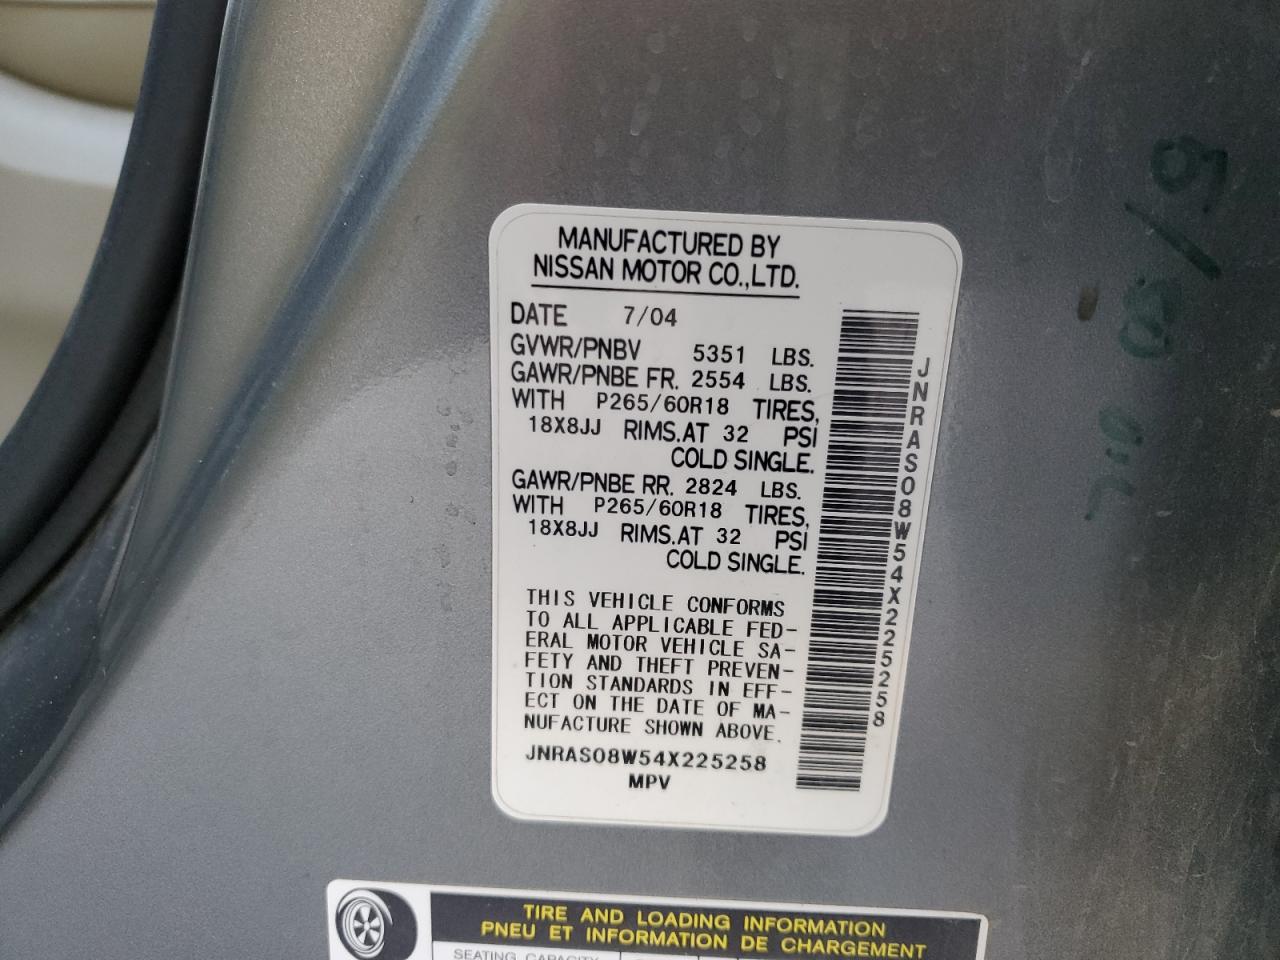 MANUFACTURED BY
NISSAN MOTOR CO.,LTD.
DATE 7/04
GVWR/PNBV 5351 LBS.
GAWR/PNBE FR. 2554 LBS.
WITH P265/60R18 TIRES,
18X8JJ RIMS.AT 32 PSI
COLD SINGLE.
GAWR/PNBE RR. 2824 LBS.
WITH P265/60R18 TIRES,
18X8JJ RIMS.AT 32 PSI
COLD SINGLE.
THIS VEHICLE CONFORMS
TO ALL APPLICABLE FED-
ERAL MOTOR VEHICLE SA-
FETY AND THEFT PREVEN-
TION STANDARDS IN EFF-
ECT ON THE DATE OF MA-
NUFACTURE SHOWN ABOVE.
JNRAS08W54X225258
MPV
JNRAS08W54X225258
TIRE AND LOADING INFORMATION
PNEU ET INFORMATION DE CHARGEMENT
SEATING CAPACITY